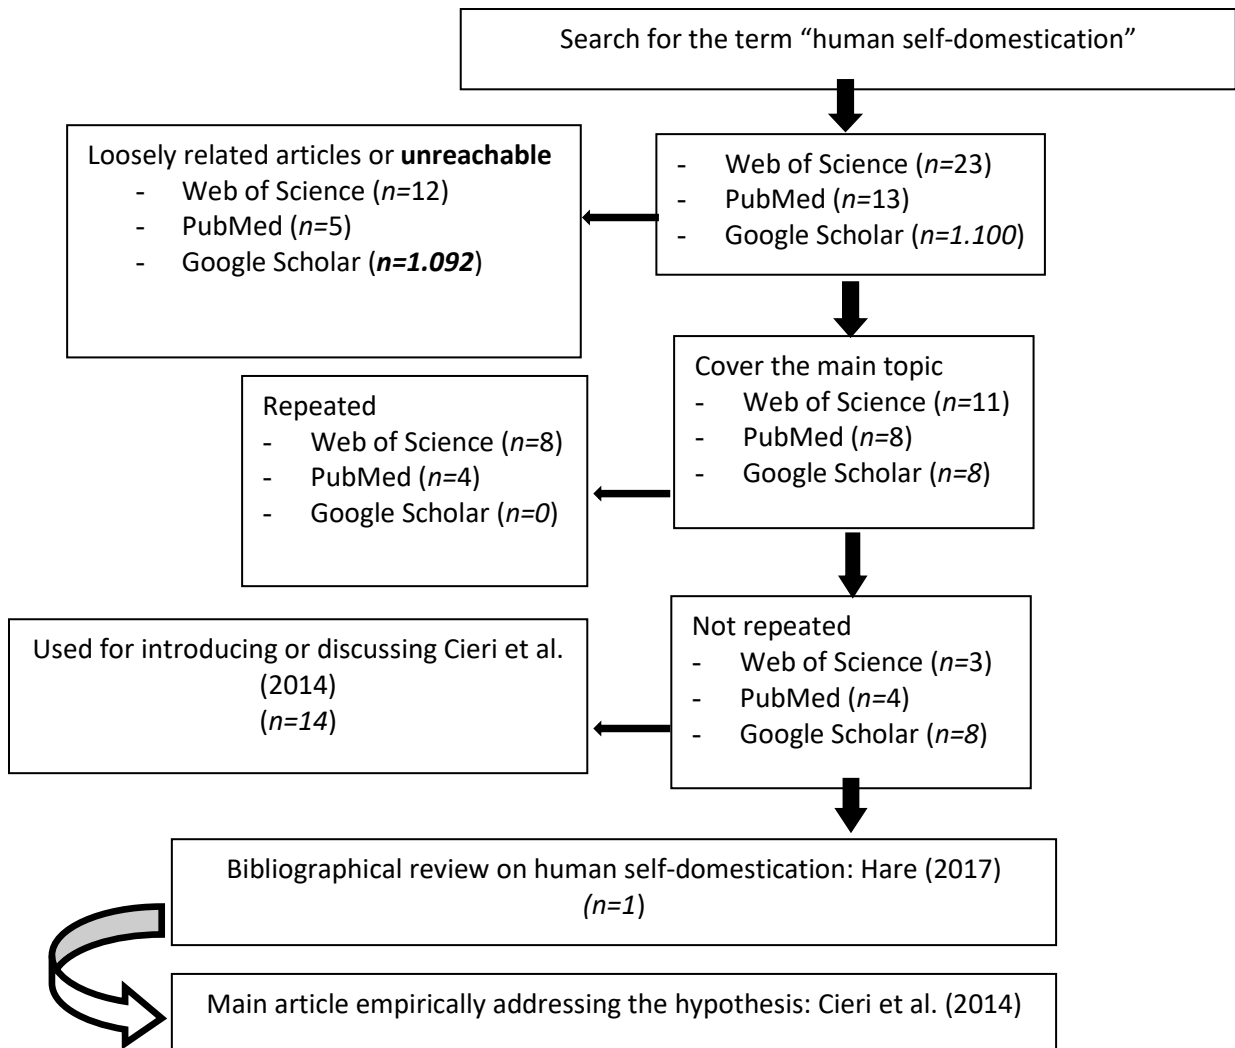 Search for the term “human self-domestication”
Loosely related articles or unreachable
- Web of Science (n=12)
- PubMed (n=5)
- Google Scholar (n=1.092)
- Web of Science (n=23)
- PubMed (n=13)
- Google Scholar (n=1.100)
Cover the main topic
- Web of Science (n=11)
- PubMed (n=8)
- Google Scholar (n=8)
Repeated
- Web of Science (n=8)
- PubMed (n=4)
- Google Scholar (n=0)
Not repeated
- Web of Science (n=3)
- PubMed (n=4)
- Google Scholar (n=8)
Used for introducing or discussing Cieri et al.
(2014)
(n=14)
Bibliographical review on human self-domestication: Hare (2017)
(n=1)
Main article empirically addressing the hypothesis: Cieri et al. (2014)